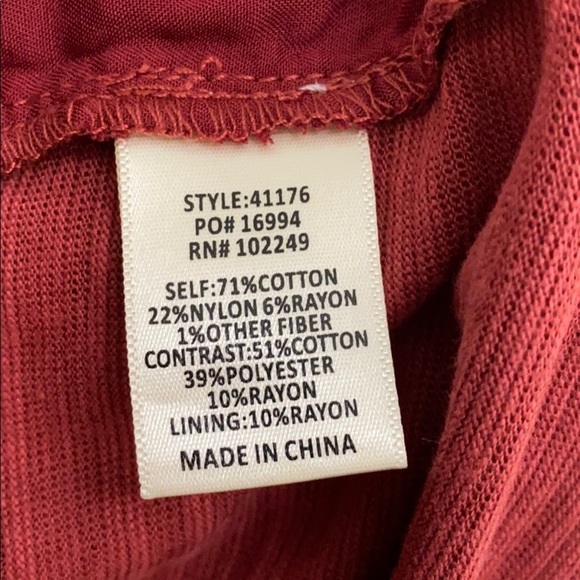 STYLE:41176
PO# 16994
RN# 102249
SELF:71%COTTON
22%NYLON 6%RAYON
1%OTHER FIBER
CONTRAST:51%COTTON
39%POLYESTER
10%RAYON
LINING:10%RAYON
MADE IN CHINA